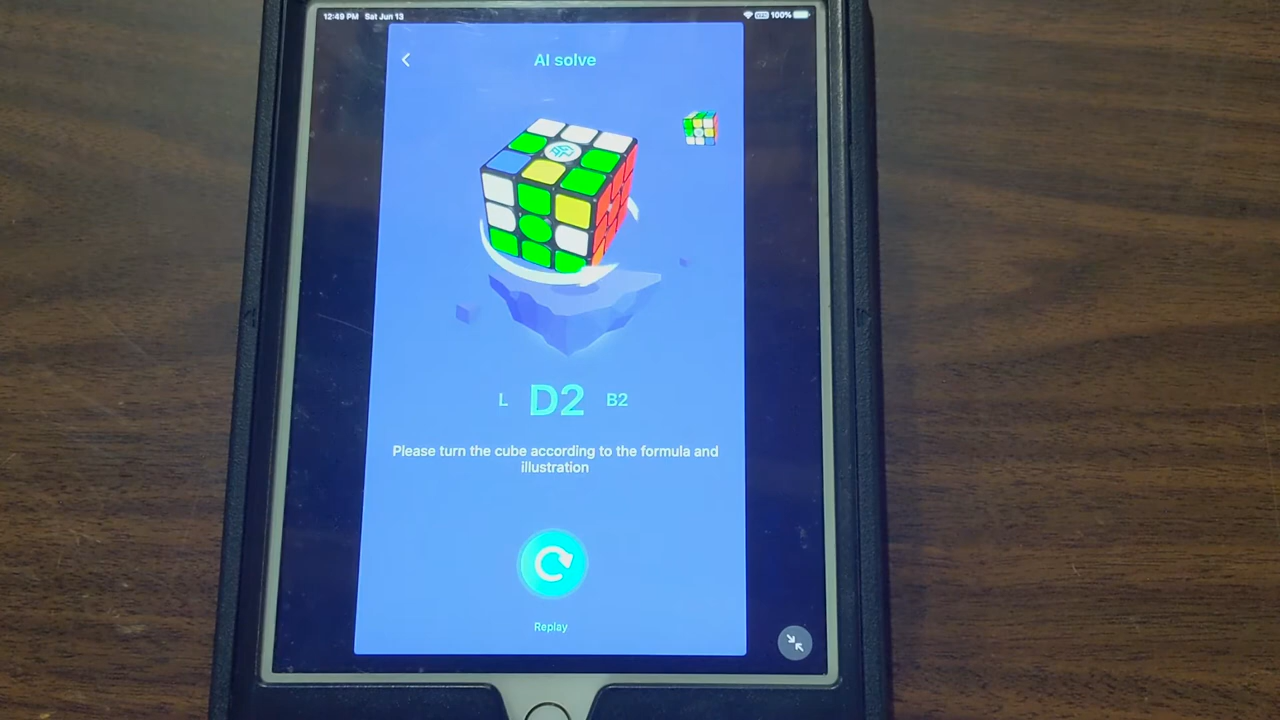 12:49 PM Sat Jun 13
100%
AI solve
L D2 B2
Please turn the cube according to the formula and
illustration
Replay